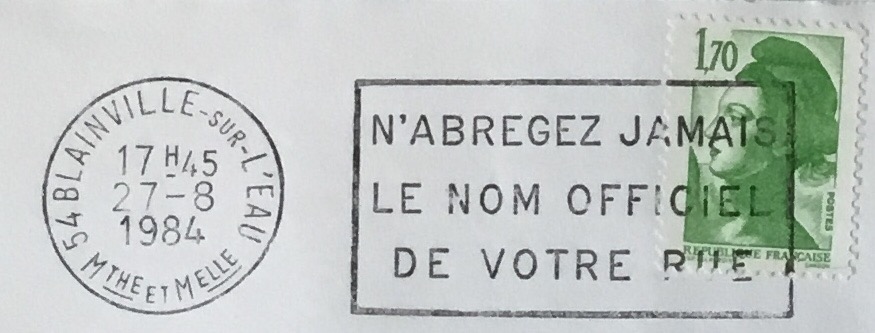 54 BLAINVILLE-SUR-L'EAU
17 H 45
27-8
1984
MTHE ET MELLE
N'ABREGEZ JAMAIS
LE NOM OFFICIEL
DE VOTRE RUE
1,70
POSTES
REPUBLIQUE FRANÇAISE